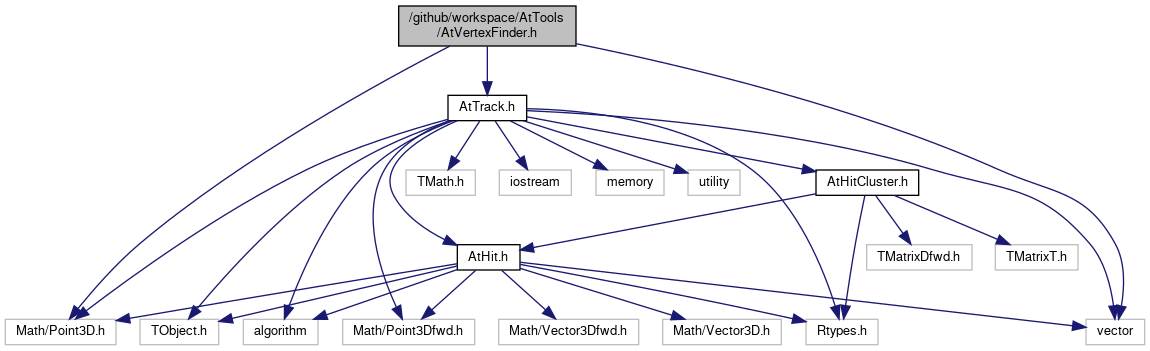 /github/workspace/AtTools
/AtVertexFinder.h
AtTrack.h
TMath.h
iostream
memory
utility
AtHitCluster.h
AtHit.h
TMatrixDfwd.h
TMatrixT.h
Math/Point3D.h
TObject.h
algorithm
Math/Point3Dfwd.h
Math/Vector3Dfwd.h
Math/Vector3D.h
Rtypes.h
vector